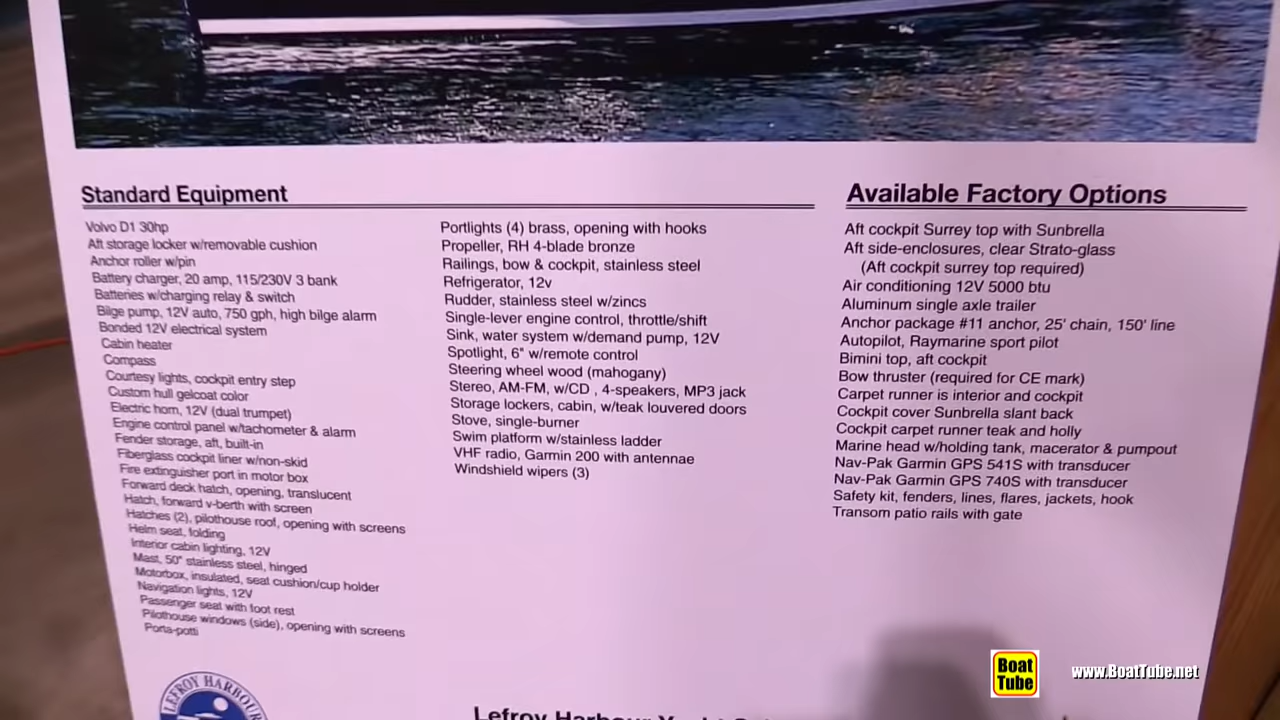 Standard Equipment
Volvo D1 30hp
Aft storage locker w/removable cushion
Anchor roller w/pin
Battery charger, 20 amp, 115/230V 3 bank
Batteries w/charging relay & switch
Bilge pump, 12V auto, 750 gph, high bilge alarm
Bonded 12V electrical system
Cabin heater
Compass
Courtesy lights, cockpit entry step
Custom hull gelcoat color
Electric horn, 12V (dual trumpet)
Engine control panel w/tachometer & alarm
Fender storage, aft, built-in
Fiberglass cockpit liner w/non-skid
Fire extinguisher port in motor box
Forward deck hatch, opening, translucent
Hatch, forward v-berth with screen
Hatches (2), pilothouse roof, opening with screens
Helm seat, folding
Interior cabin lighting, 12V
Mast, 50" stainless steel, hinged
Motorbox, insulated, seat cushion/cup holder
Navigation lights, 12V
Passenger seat with foot rest
Pilothouse windows (side), opening with screens
Porta-potti
Portlights (4) brass, opening with hooks
Propeller, RH 4-blade bronze
Railings, bow & cockpit, stainless steel
Refrigerator, 12v
Rudder, stainless steel w/zincs
Single-lever engine control, throttle/shift
Sink, water system w/demand pump, 12V
Spotlight, 6" w/remote control
Steering wheel wood (mahogany)
Stereo, AM-FM, w/CD , 4-speakers, MP3 jack
Storage lockers, cabin, w/teak louvered doors
Stove, single-burner
Swim platform w/stainless ladder
VHF radio, Garmin 200 with antennae
Windshield wipers (3)
Available Factory Options
Aft cockpit Surrey top with Sunbrella
Aft side-enclosures, clear Strato-glass
(Aft cockpit surrey top required)
Air conditioning 12V 5000 btu
Aluminum single axle trailer
Anchor package #11 anchor, 25' chain, 150' line
Autopilot, Raymarine sport pilot
Bimini top, aft cockpit
Bow thruster (required for CE mark)
Carpet runner is interior and cockpit
Cockpit cover Sunbrella slant back
Cockpit carpet runner teak and holly
Marine head w/holding tank, macerator & pumpout
Nav-Pak Garmin GPS 541S with transducer
Nav-Pak Garmin GPS 740S with transducer
Safety kit, fenders, lines, flares, jackets, hook
Transom patio rails with gate
LEFROY HARBOUR
Lefroy Harbour Yacht
Boat
Tube
www.BoatTube.net